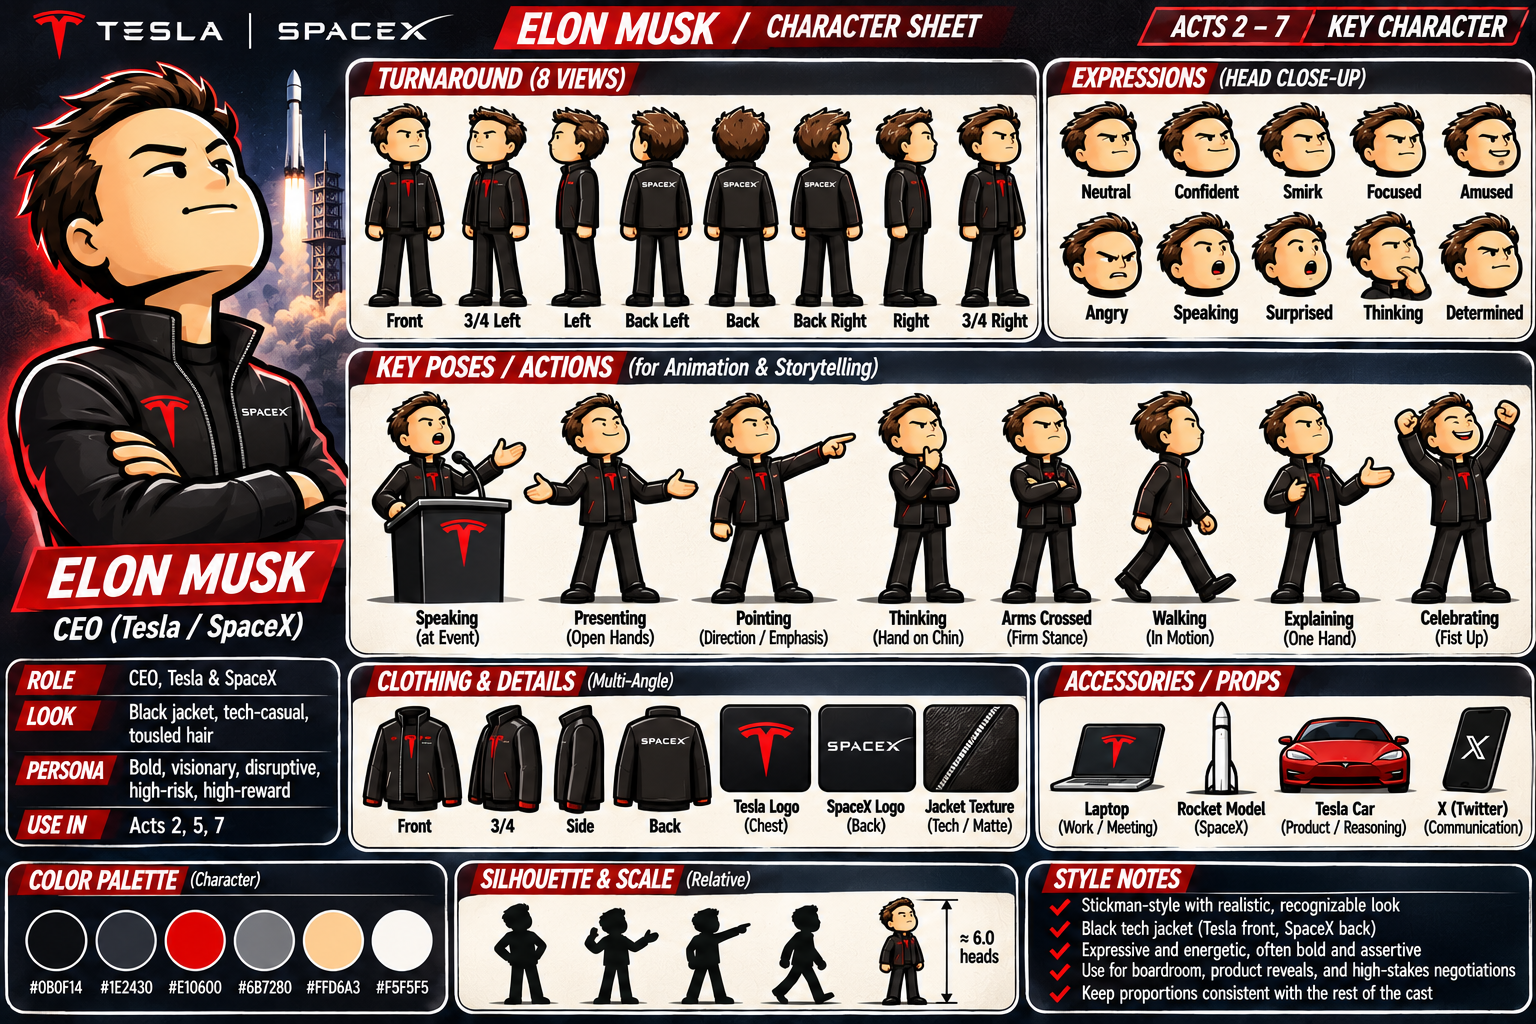 TESLA | SPACEX
ELON MUSK / CHARACTER SHEET
ACTS 2 – 7 / KEY CHARACTER
TURNAROUND (8 VIEWS)
SPACEX SPACEX SPACEX
Front 3/4 Left Left Back Left Back Back Right Right 3/4 Right
EXPRESSIONS (HEAD CLOSE-UP)
Neutral Confident Smirk Focused Amused
Angry Speaking Surprised Thinking Determined
SPACEX
ELON MUSK
CEO (Tesla / SpaceX)
KEY POSES / ACTIONS (for Animation & Storytelling)
Speaking
(at Event)
Presenting
(Open Hands)
Pointing
(Direction / Emphasis)
Thinking
(Hand on Chin)
Arms Crossed
(Firm Stance)
Walking
(In Motion)
Explaining
(One Hand)
Celebrating
(Fist Up)
ROLE CEO, Tesla & SpaceX
LOOK Black jacket, tech-casual,
tousled hair
PERSONA Bold, visionary, disruptive,
high-risk, high-reward
USE IN Acts 2, 5, 7
CLOTHING & DETAILS (Multi-Angle)
SPACEX
SPACEX
Front 3/4 Side Back
Tesla Logo
(Chest)
SpaceX Logo
(Back)
Jacket Texture
(Tech / Matte)
ACCESSORIES / PROPS
X
Laptop
(Work / Meeting)
Rocket Model
(SpaceX)
Tesla Car
(Product / Reasoning)
X (Twitter)
(Communication)
COLOR PALETTE (Character)
#0B0F14 #1E2430 #E10600 #6B7280 #FFD6A3 #F5F5F5
SILHOUETTE & SCALE (Relative)
≈ 6.0
heads
STYLE NOTES
Stickman-style with realistic, recognizable look
Black tech jacket (Tesla front, SpaceX back)
Expressive and energetic, often bold and assertive
Use for boardroom, product reveals, and high-stakes negotiations
Keep proportions consistent with the rest of the cast